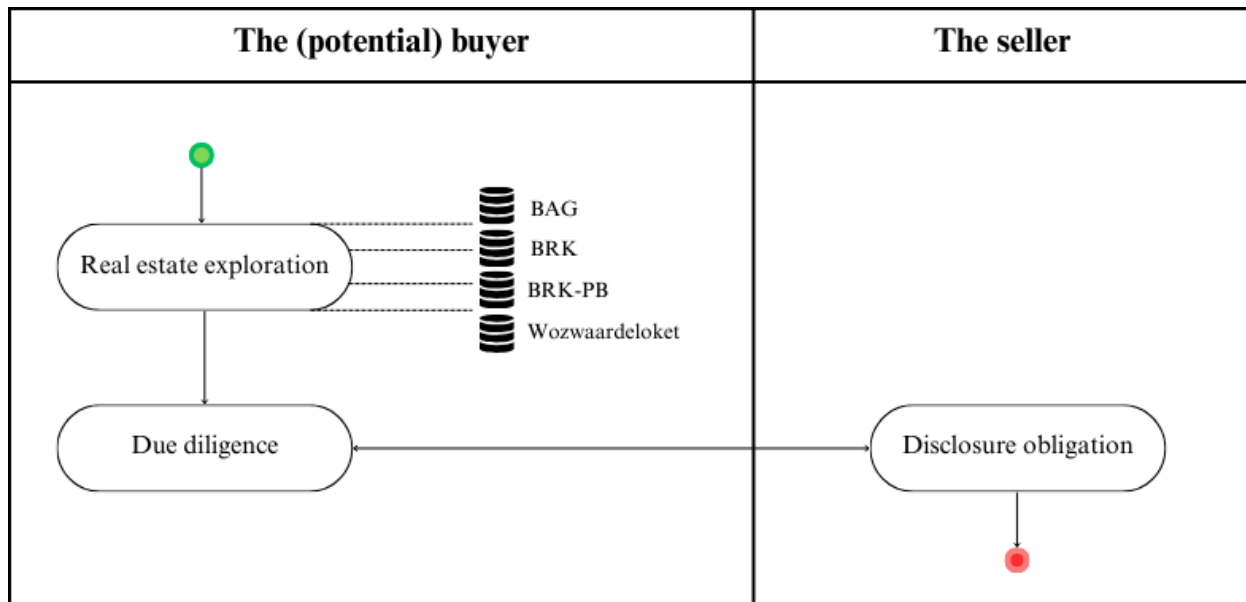 The (potential) buyer
The seller
BAG
BRK
Real estate exploration
BRK-PB
Wozwaardeloket
Due diligence
Disclosure obligation